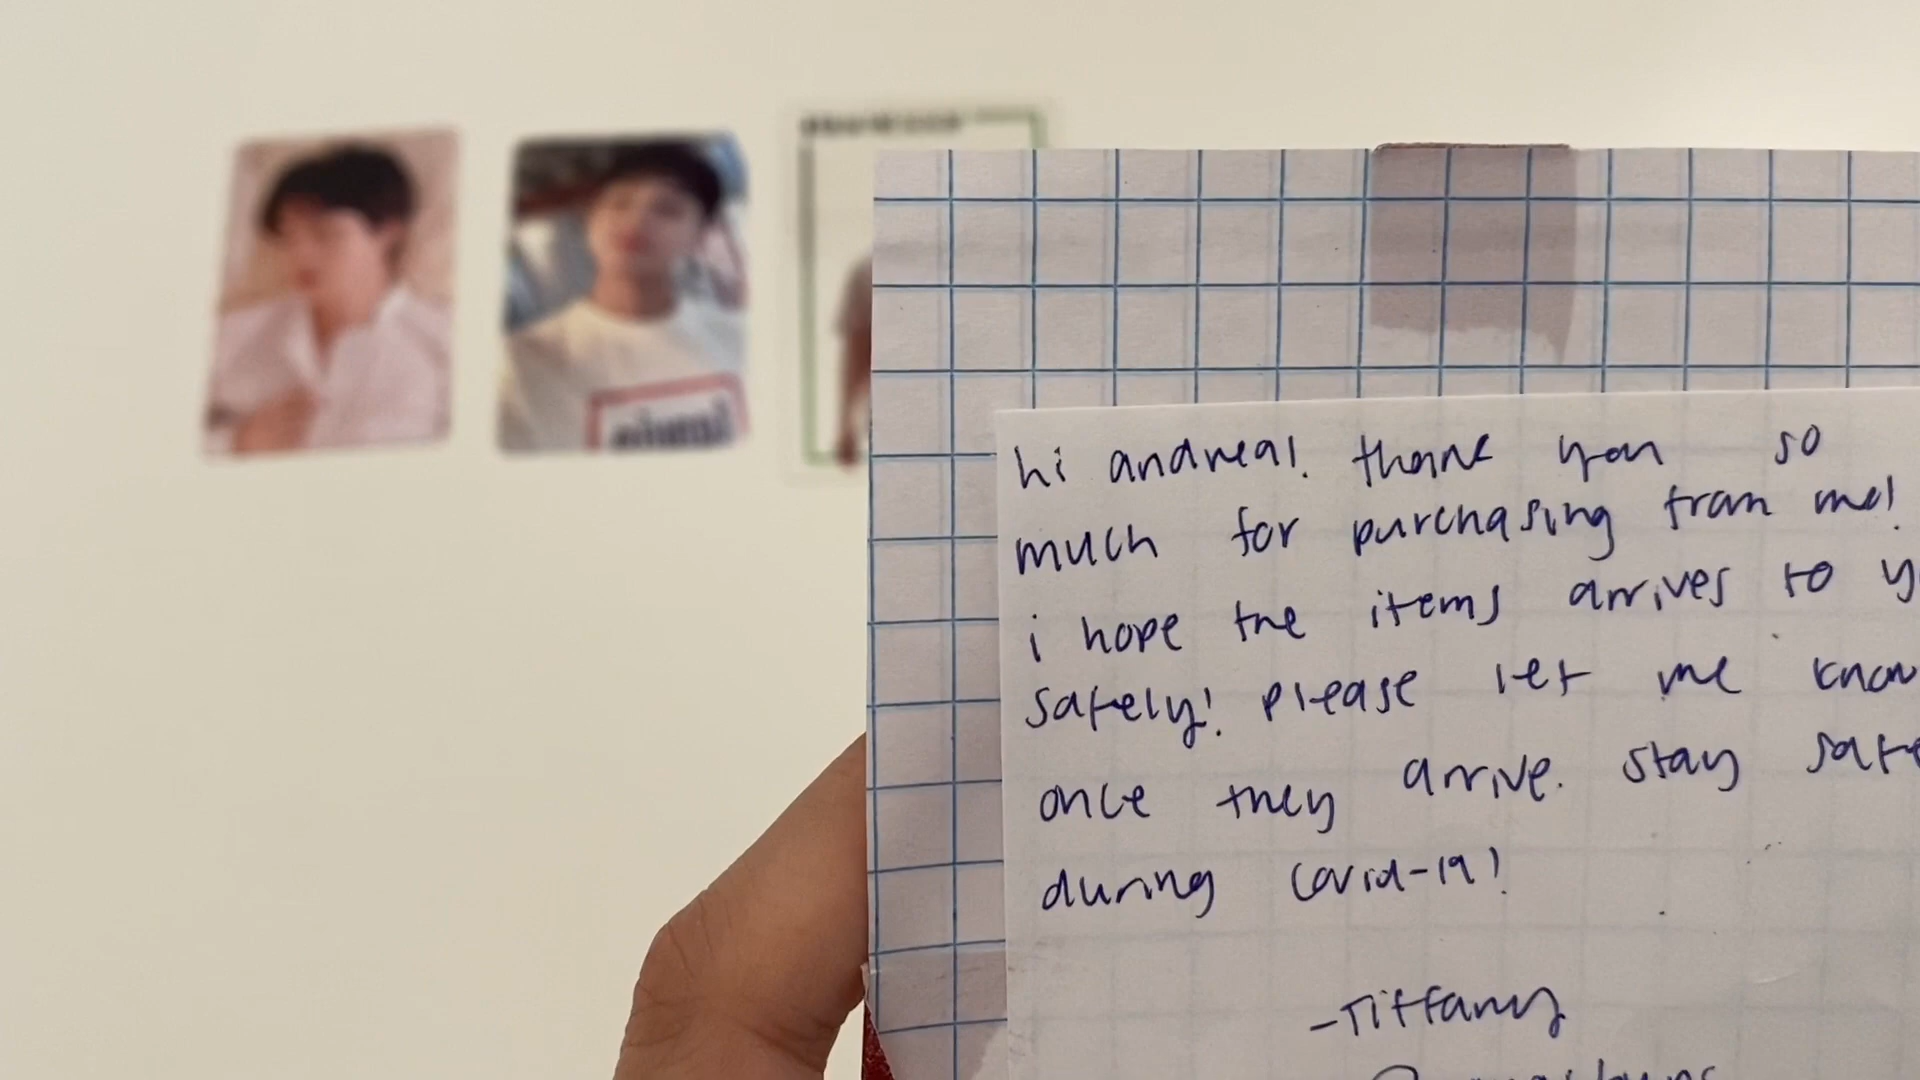 hi andrea! thank you so
much for purchasing from me!
i hope the items arrives to
safely! please let me know
once they arrive. stay safe
during covid-19!
-Tiffany